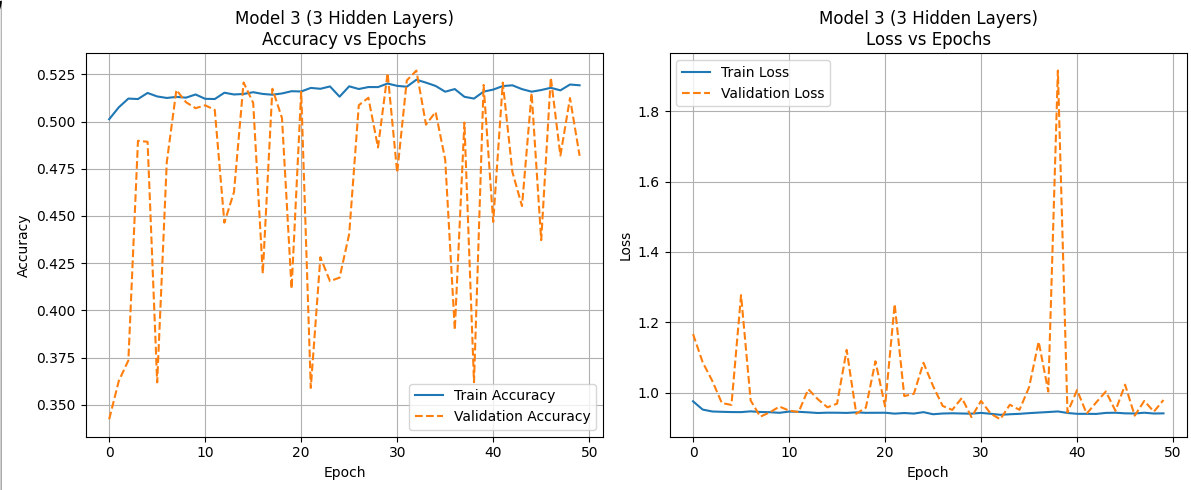 Model 3 (3 Hidden Layers)
Accuracy vs Epochs
0.525
0.500
0.475
0.450
0.425
0.400
0.375
0.350
Accuracy
Train Accuracy
Validation Accuracy
0 10 20 30 40 50
Epoch
Model 3 (3 Hidden Layers)
Loss vs Epochs
Train Loss
Validation Loss
1.8
1.6
1.4
1.2
1.0
Loss
0 10 20 30 40 50
Epoch